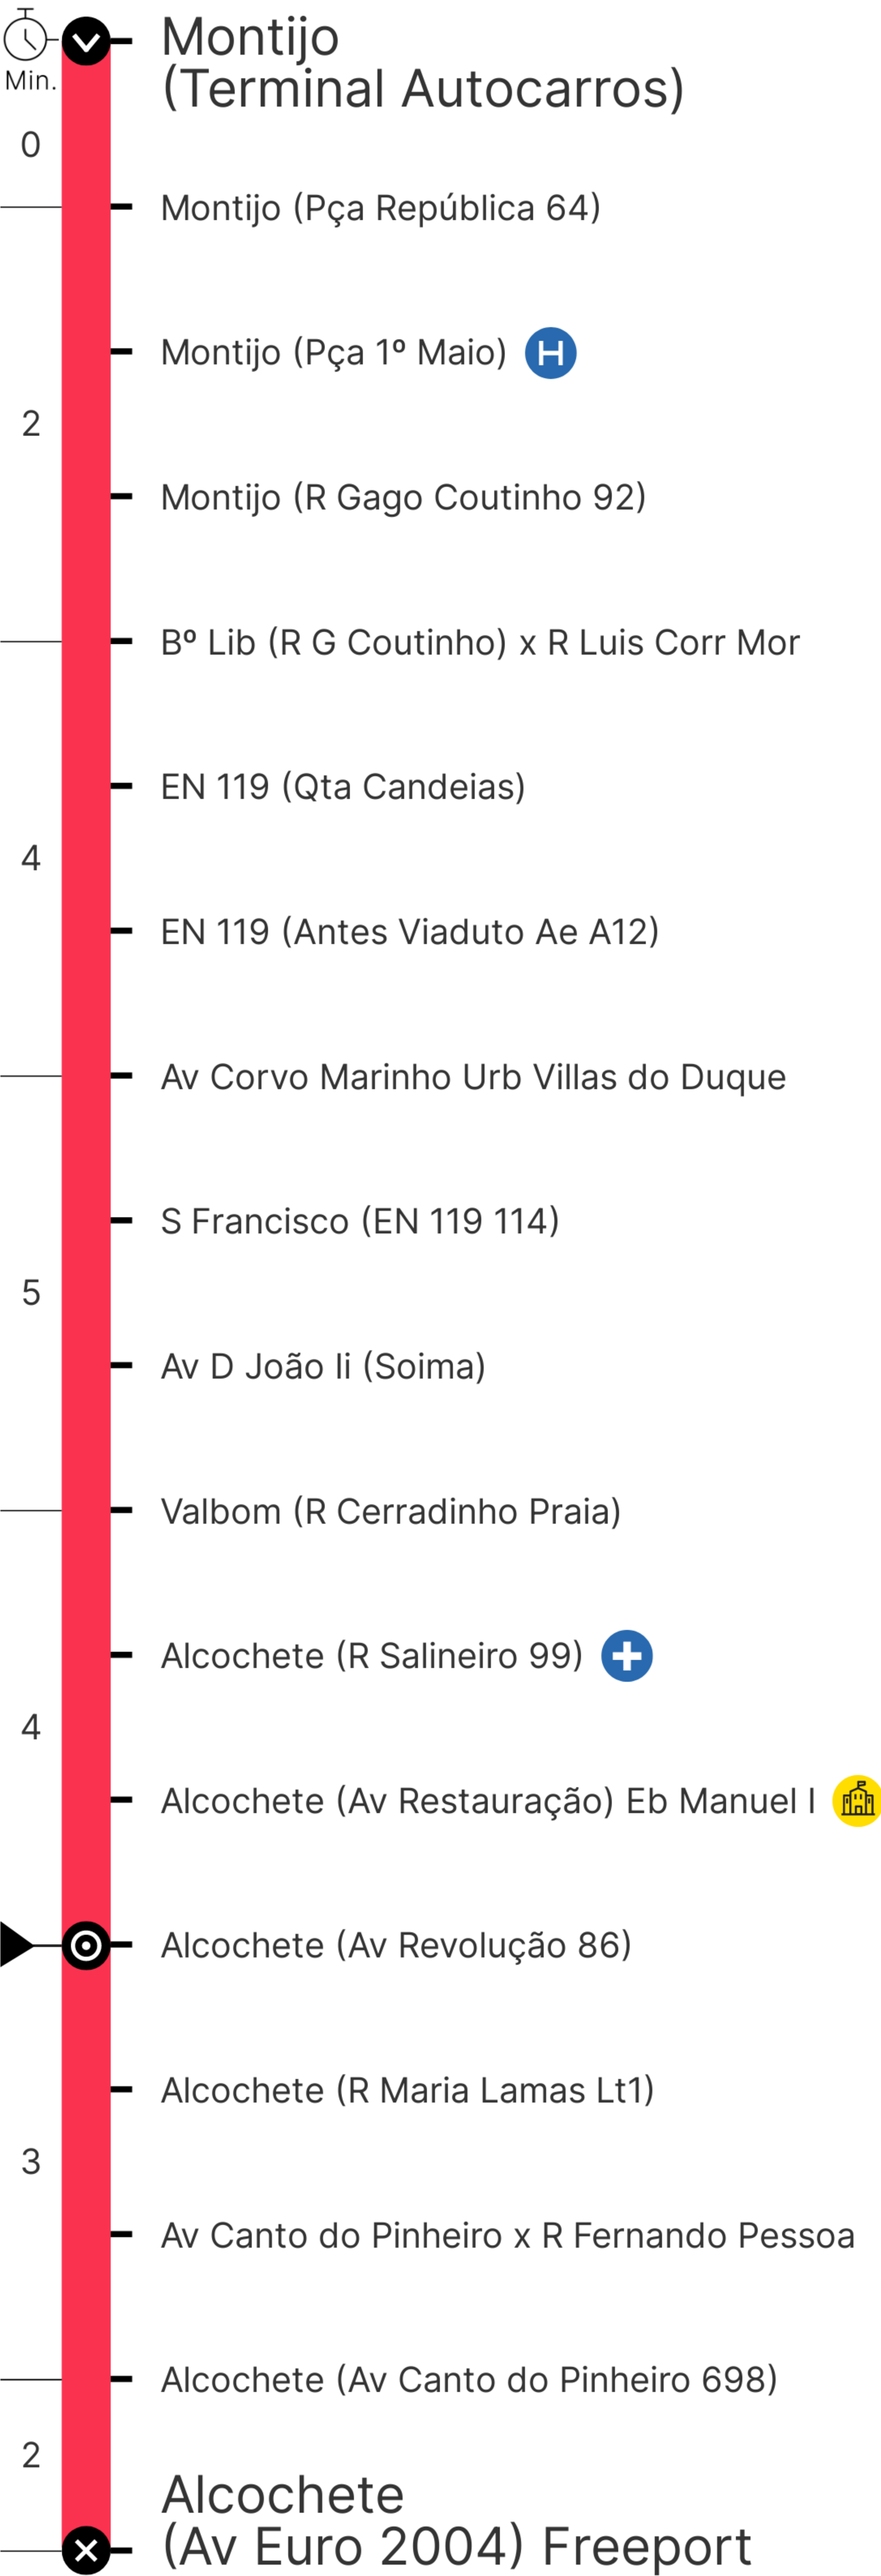 Montijo
(Terminal Autocarros)
Min.
0
Montijo (Pça República 64)
Montijo (Pça 1º Maio) H
2
Montijo (R Gago Coutinho 92)
Bº Lib (R G Coutinho) x R Luis Corr Mor
EN 119 (Qta Candeias)
4
EN 119 (Antes Viaduto Ae A12)
Av Corvo Marinho Urb Villas do Duque
S Francisco (EN 119 114)
5
Av D João Ii (Soima)
Valbom (R Cerradinho Praia)
Alcochete (R Salineiro 99)
4
Alcochete (Av Restauração) Eb Manuel I
Alcochete (Av Revolução 86)
Alcochete (R Maria Lamas Lt1)
3
Av Canto do Pinheiro x R Fernando Pessoa
Alcochete (Av Canto do Pinheiro 698)
2
Alcochete
(Av Euro 2004) Freeport